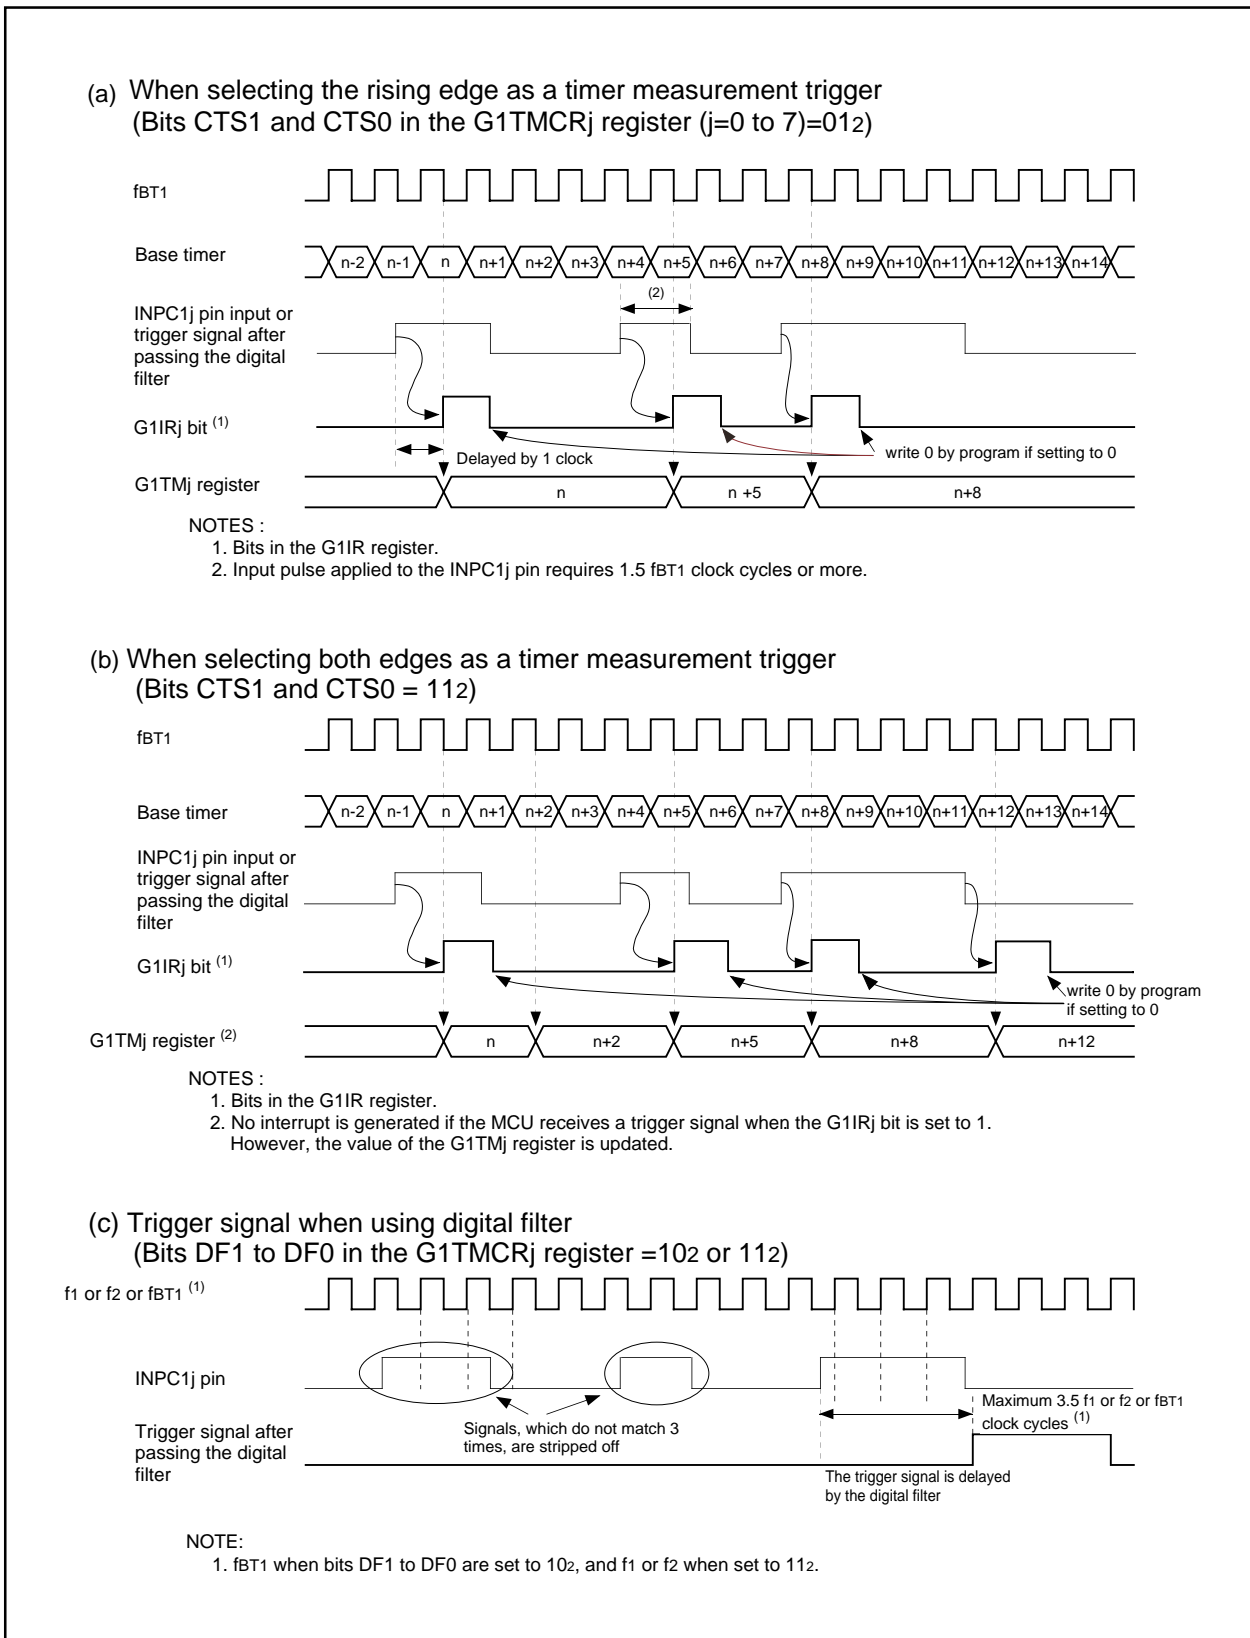 (a) When selecting the rising edge as a timer measurement trigger
(Bits CTS1 and CTS0 in the G1TMCRj register (j=0 to 7)=012)
fBT1
Base timer
n-2 n-1 n n+1 n+2 n+3 n+4 n+5 n+6 n+7 n+8 n+9 n+10 n+11 n+12 n+13 n+14
(2)
INPC1j pin input or
trigger signal after
passing the digital
filter
G1IRj bit (1)
Delayed by 1 clock
write 0 by program if setting to 0
G1TMj register
n n +5 n+8
NOTES :
1. Bits in the G1IR register.
2. Input pulse applied to the INPC1j pin requires 1.5 fBT1 clock cycles or more.
(b) When selecting both edges as a timer measurement trigger
(Bits CTS1 and CTS0 = 112)
fBT1
Base timer
n-2 n-1 n n+1 n+2 n+3 n+4 n+5 n+6 n+7 n+8 n+9 n+10 n+11 n+12 n+13 n+14
INPC1j pin input or
trigger signal after
passing the digital
filter
G1IRj bit (1)
write 0 by program
if setting to 0
G1TMj register (2)
n n+2 n+5 n+8 n+12
NOTES :
1. Bits in the G1IR register.
2. No interrupt is generated if the MCU receives a trigger signal when the G1IRj bit is set to 1.
However, the value of the G1TMj register is updated.
(c) Trigger signal when using digital filter
(Bits DF1 to DF0 in the G1TMCRj register =102 or 112)
f1 or f2 or fBT1 (1)
INPC1j pin
Signals, which do not match 3
times, are stripped off
Maximum 3.5 f1 or f2 or fBT1
clock cycles (1)
Trigger signal after
passing the digital
filter
The trigger signal is delayed
by the digital filter
NOTE:
1. fBT1 when bits DF1 to DF0 are set to 102, and f1 or f2 when set to 112.